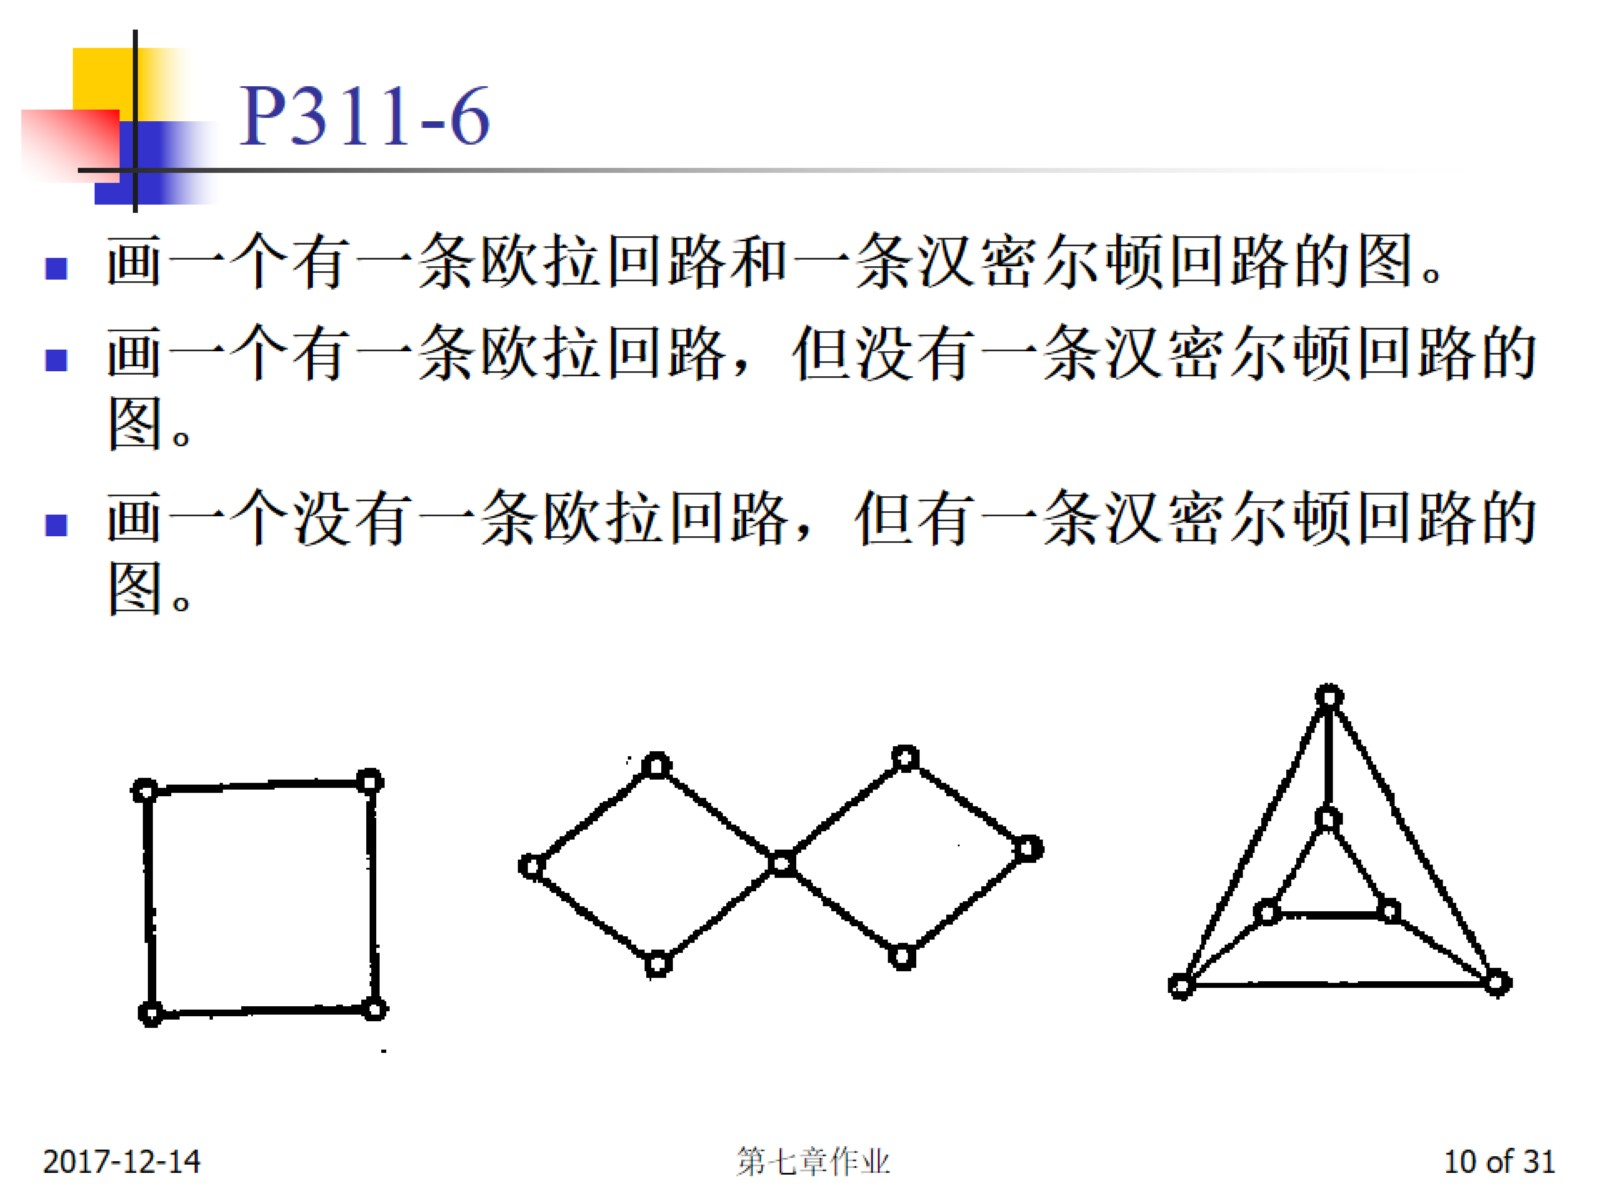 P311-6
画一个有一条欧拉回路和一条汉密尔顿回路的图。
画一个有一条欧拉回路，但没有一条汉密尔顿回路的
图。
画一个没有一条欧拉回路，但有一条汉密尔顿回路的
图。
2017-12-14
第七章作业
10 of 31